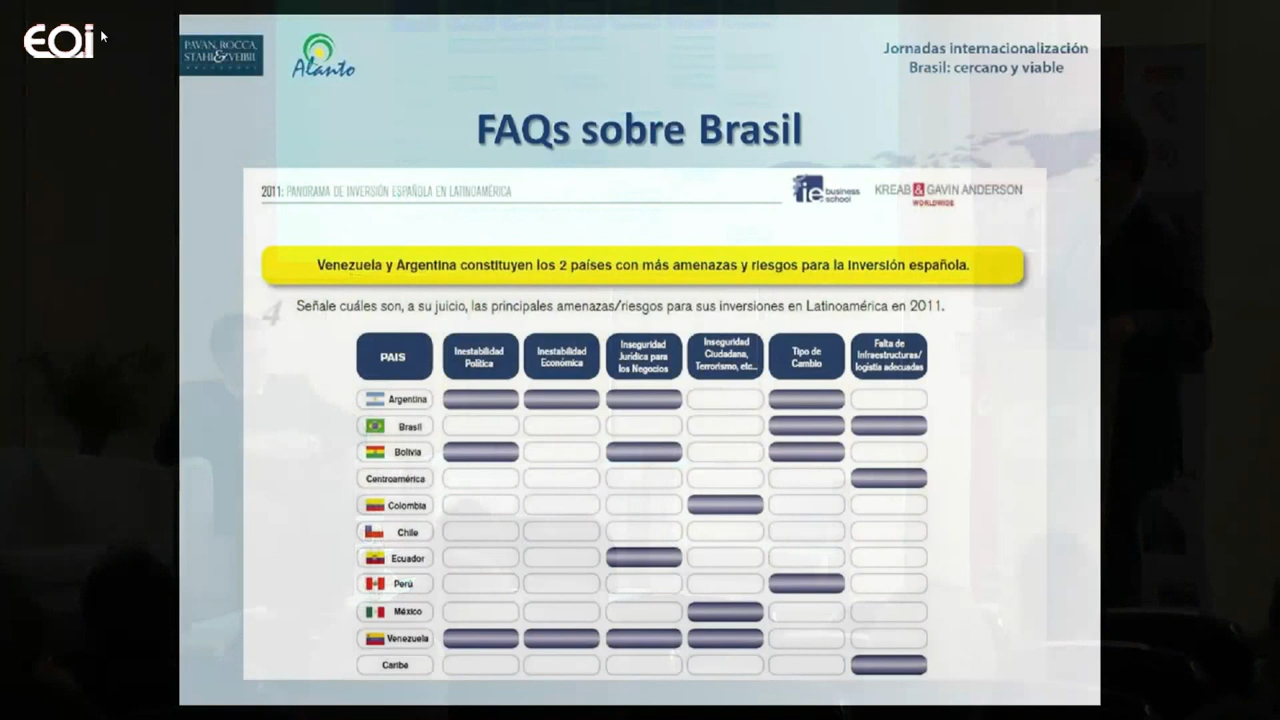 EOi
PAVAN, ROCCA,
STAHL & VEIBIL
Alanto
Jornadas internacionalización
Brasil: cercano y viable
FAQs sobre Brasil
2011: PANORAMA DE INVERSIÓN ESPAÑOLA EN LATINOAMÉRICA
ie business school
KREAB & GAVIN ANDERSON
WORLDWIDE
Venezuela y Argentina constituyen los 2 países con más amenazas y riesgos para la inversión española.
4 Señale cuáles son, a su juicio, las principales amenazas/riesgos para sus inversiones en Latinoamérica en 2011.
PAIS
Inestabilidad
Política
Inestabilidad
Económica
Inseguridad
Jurídica para
los Negocios
Inseguridad
Ciudadana,
Terrorismo, etc...
Tipo de
Cambio
Falta de
Infraestructuras/
logistia adecuadas
Argentina
Brasil
Bolivia
Centroamérica
Colombia
Chile
Ecuador
Perú
México
Venezuela
Caribe